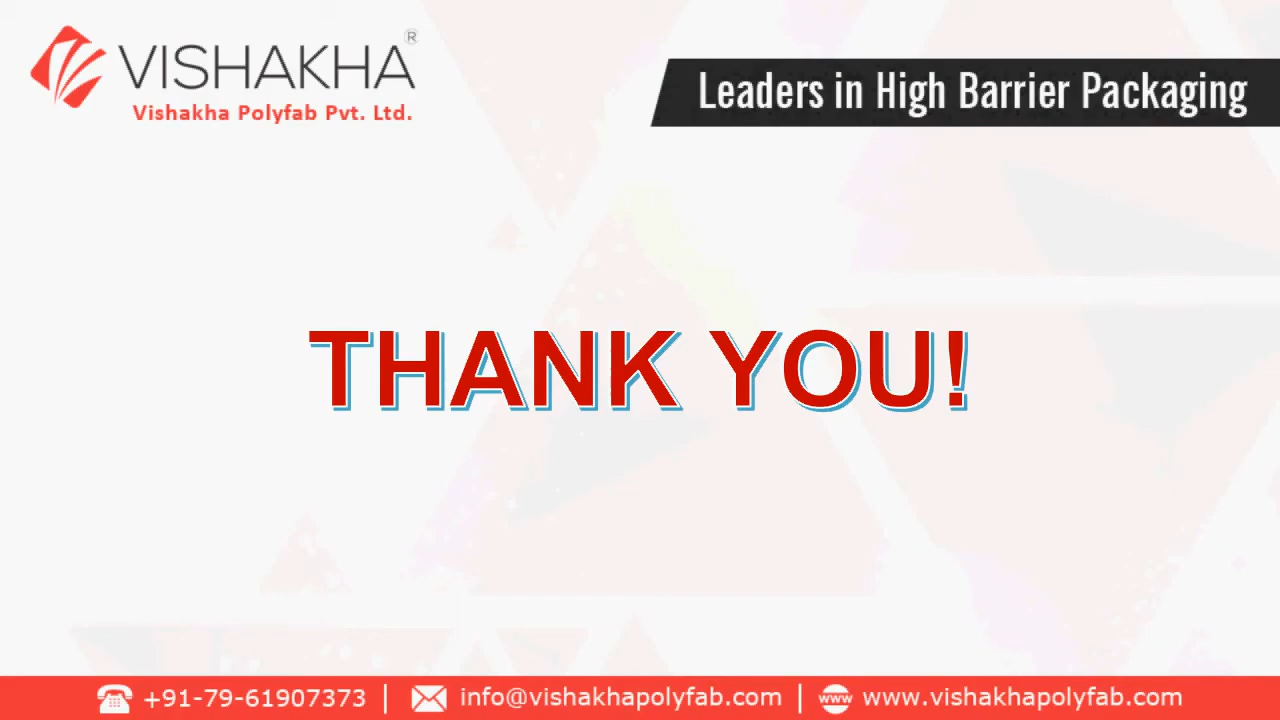 VISHAKHA®
Vishakha Polyfab Pvt. Ltd.
Leaders in High Barrier Packaging
THANK YOU!
+91-79-61907373 | info@vishakhapolyfab.com | www www.vishakhapolyfab.com